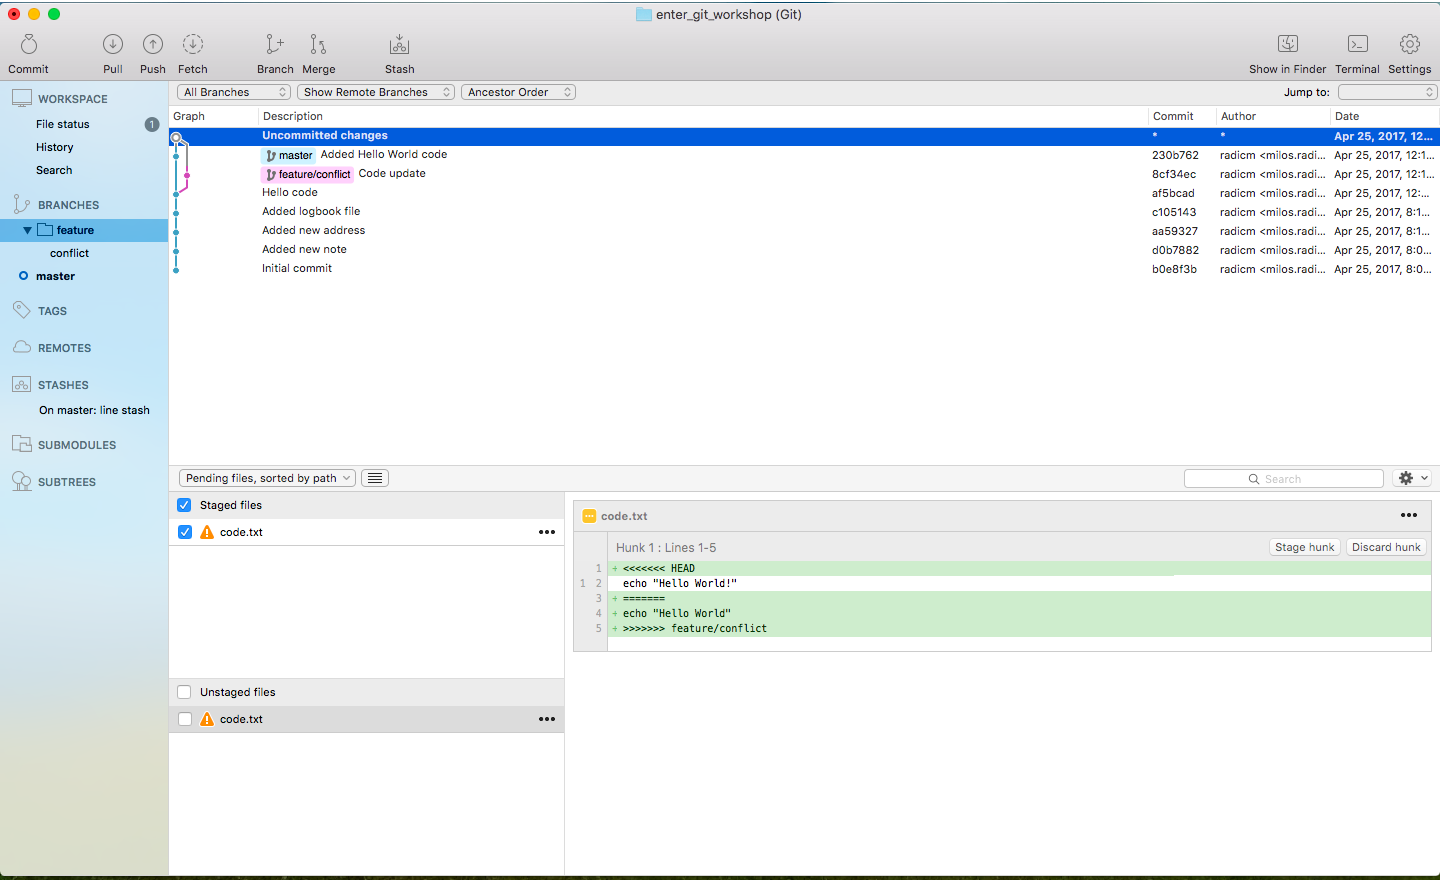 enter_git_workshop (Git)
Commit Pull Push Fetch Branch Merge Stash Show in Finder Terminal Settings
WORKSPACE
File status 1
History
Search
BRANCHES
feature
conflict
master
TAGS
REMOTES
STASHES
On master: line stash
SUBMODULES
SUBTREES
All Branches Show Remote Branches Ancestor Order Jump to:
Graph Description Commit Author Date
Uncommitted changes * * Apr 25, 2017, 12...
master Added Hello World code 230b762 radicm <milos.radi... Apr 25, 2017, 12:1...
feature/conflict Code update 8cf34ec radicm <milos.radi... Apr 25, 2017, 12:1...
Hello code af5bcad radicm <milos.radi... Apr 25, 2017, 12:...
Added logbook file c105143 radicm <milos.radi... Apr 25, 2017, 8:1...
Added new address aa59327 radicm <milos.radi... Apr 25, 2017, 8:1...
Added new note d0b7882 radicm <milos.radi... Apr 25, 2017, 8:0...
Initial commit b0e8f3b radicm <milos.radi... Apr 25, 2017, 8:0...
Pending files, sorted by path Search
Staged files
code.txt •••
Unstaged files
code.txt •••
code.txt •••
Hunk 1 : Lines 1-5 Stage hunk Discard hunk
1 + <<<<<<< HEAD
1 2 echo "Hello World!"
3 + =======
4 + echo "Hello World"
5 + >>>>>>> feature/conflict